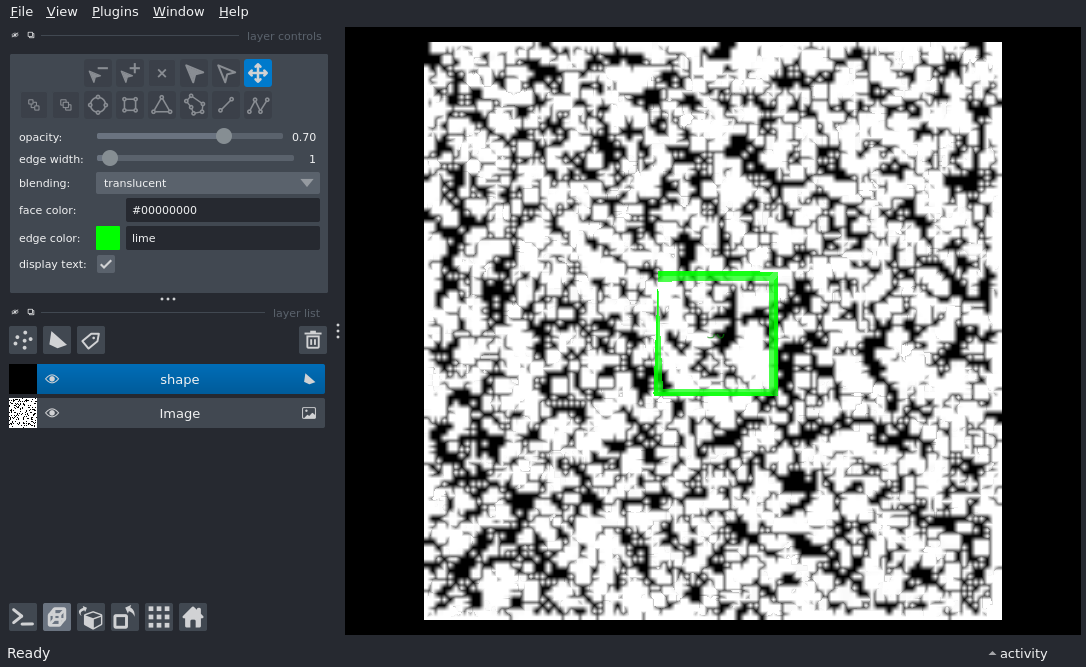 File View Plugins Window Help
layer controls
opacity: 0.70
edge width: 1
blending: translucent
face color: #00000000
edge color: lime
display text:
layer list
shape
Image
Ready activity